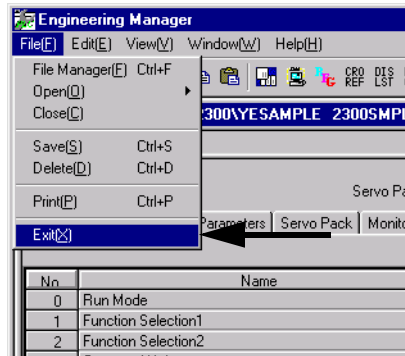 Engineering Manager
File(F) Edit(E) View(V) Window(W) Help(H)
File Manager(F) Ctrl+F
CRO REF DIS LST
Open(O)
Close(C)
2300\YESAMPLE 2300SMPL
Save(S) Ctrl+S
Delete(D) Ctrl+D
Print(P) Ctrl+P
Servo Pa
Exit(X)
Parameters Servo Pack Monito
No Name
0 Run Mode
1 Function Selection1
2 Function Selection2